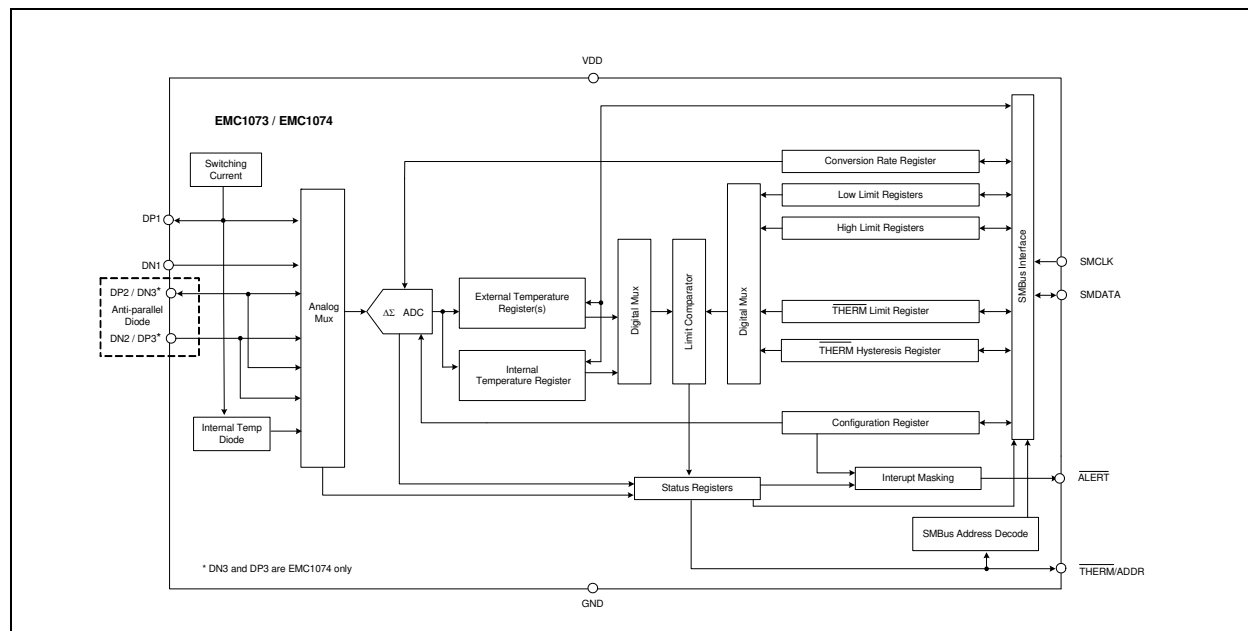 VDD
EMC1073 / EMC1074
Switching
Current
Conversion Rate Register
Low Limit Registers
High Limit Registers
DP1
DN1
DP2 / DN3*
Anti-parallel
Diode
DN2 / DP3*
Analog
Mux
ΔΣ ADC
External Temperature
Register(s)
Internal
Temperature Register
Digital Mux
Limit Comparator
Digital Mux
THERM Limit Register
THERM Hysteresis Register
SMBus Interface
SMCLK
SMDATA
Internal Temp
Diode
Configuration Register
Status Registers
Interupt Masking
ALERT
SMBus Address Decode
* DN3 and DP3 are EMC1074 only
THERM/ADDR
GND